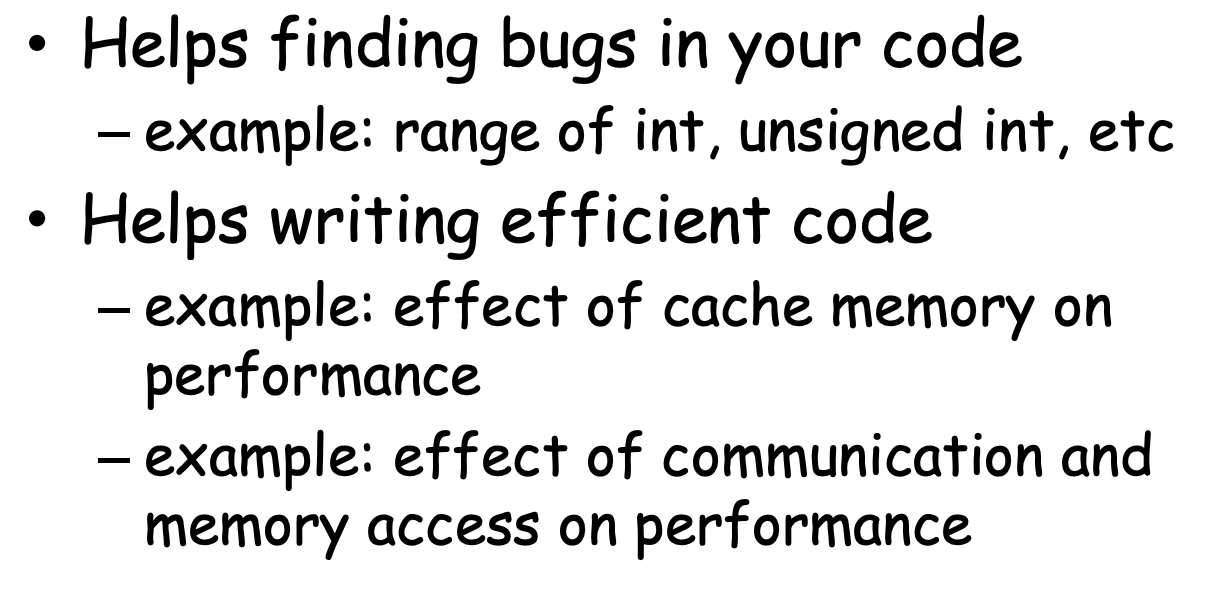 • Helps finding bugs in your code
– example: range of int, unsigned int, etc
• Helps writing efficient code
– example: effect of cache memory on
performance
– example: effect of communication and
memory access on performance